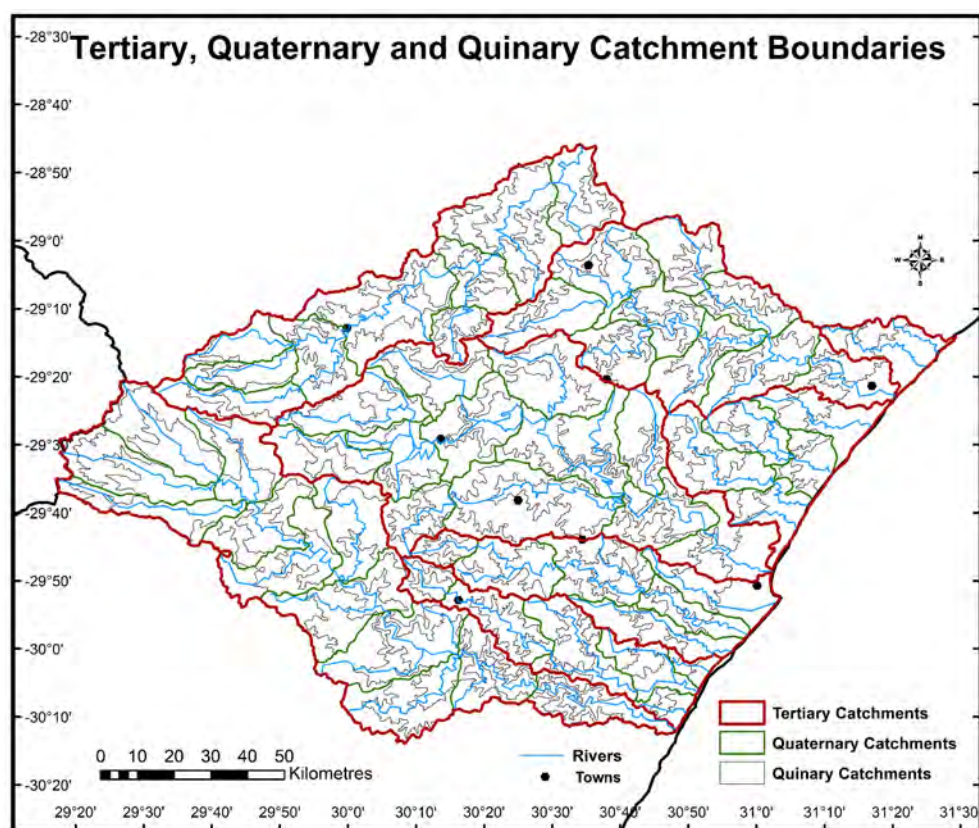 Tertiary, Quaternary and Quinary Catchment Boundaries
-28°30'
-28°40'
-28°50'
-29°0'
-29°10'
-29°20'
-29°30'
-29°40'
-29°50'
-30°0'
-30°10'
-30°20'
N
W
E
S
Tertiary Catchments
Quaternary Catchments
Quinary Catchments
Rivers
Towns
0 10 20 30 40 50
Kilometres
29°20' 29°30' 29°40' 29°50' 30°0' 30°10' 30°20' 30°30' 30°40' 30°50' 31°0' 31°10' 31°20' 31°30'